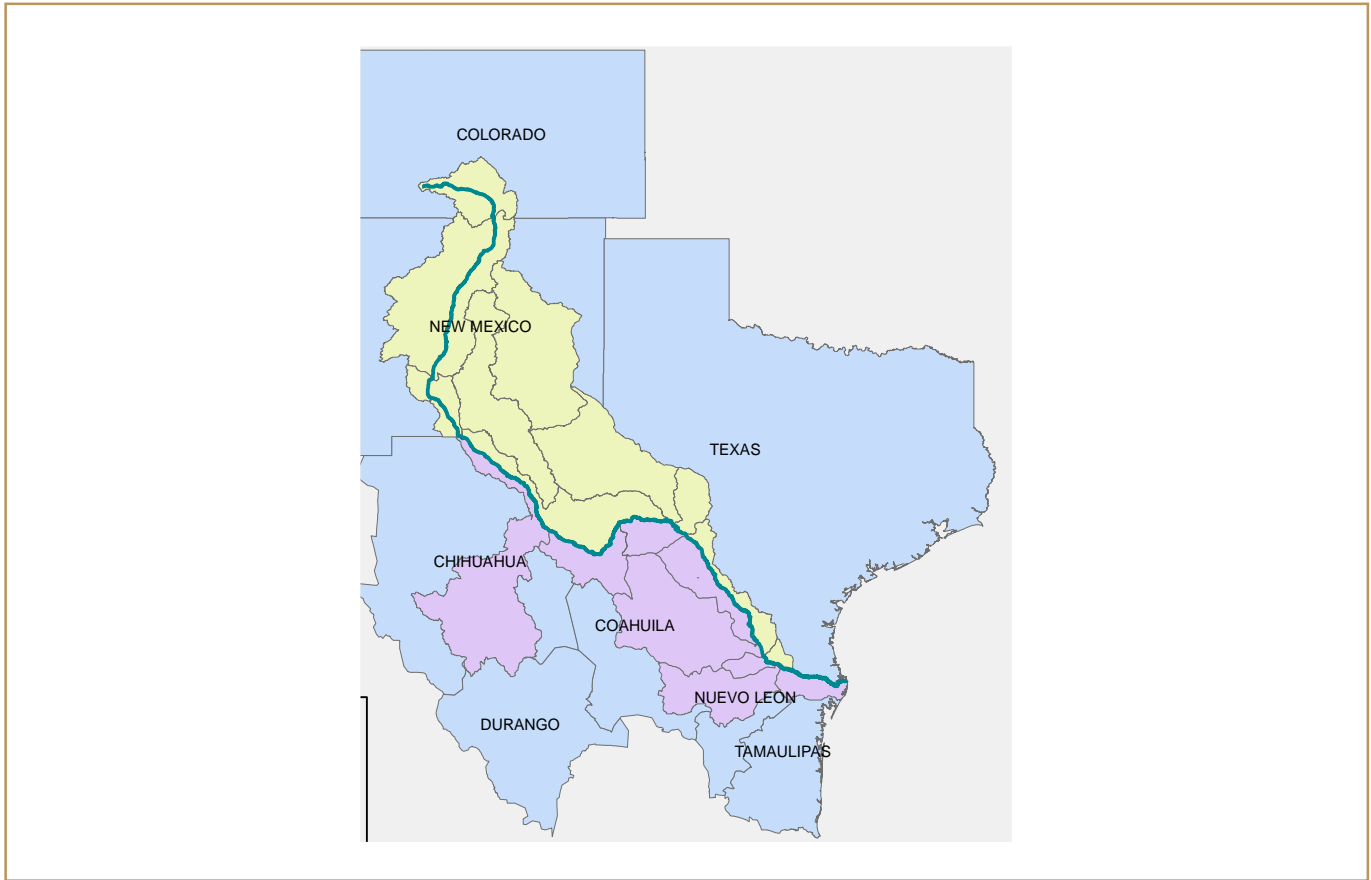 COLORADO
NEW MEXICO
TEXAS
CHIHUAHUA
COAHUILA
NUEVO LEON
DURANGO
TAMAULIPAS